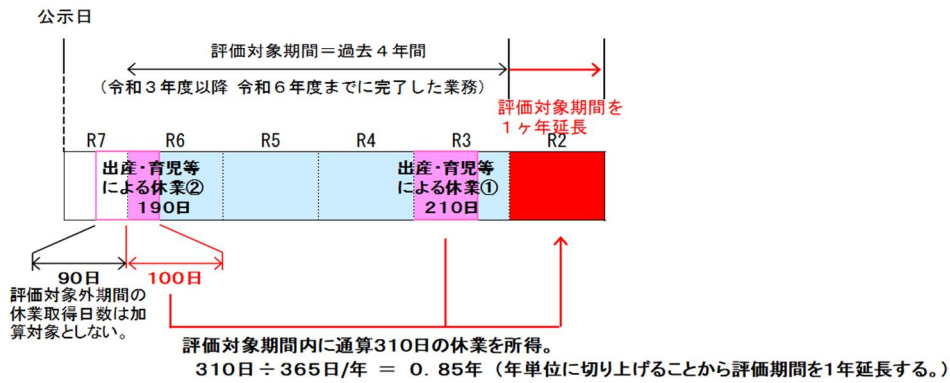 公示日
評価対象期間＝過去４年間
（令和３年度以降 令和６年度までに完了した業務）
評価対象期間を
１ヶ年延長
R7
R6
R5
R4
R3
R2
出産・育児等
による休業②
190日
出産・育児等
による休業①
210日
90日
100日
評価対象外期間の
休業取得日数は加
算対象としない。
評価対象期間内に通算310日の休業を所得。
310日÷365日/年 ＝ 0．85年（年単位に切り上げることから評価期間を1年延長する。）